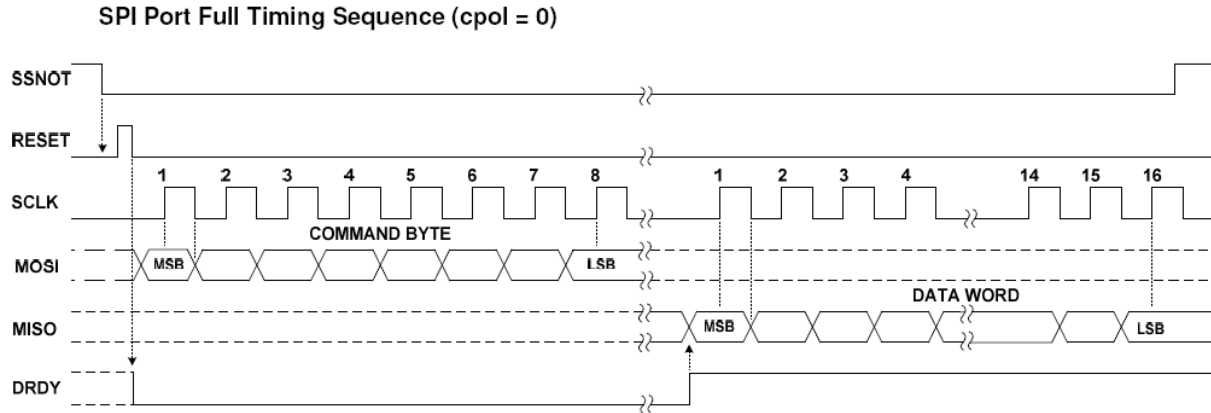 SPI Port Full Timing Sequence (cpol = 0)
SSNOT
RESET
1 2 3 4 5 6 7 8 1 2 3 4 14 15 16
SCLK
COMMAND BYTE
MOSI
MSB
LSB
DATA WORD
MISO
MSB
LSB
DRDY